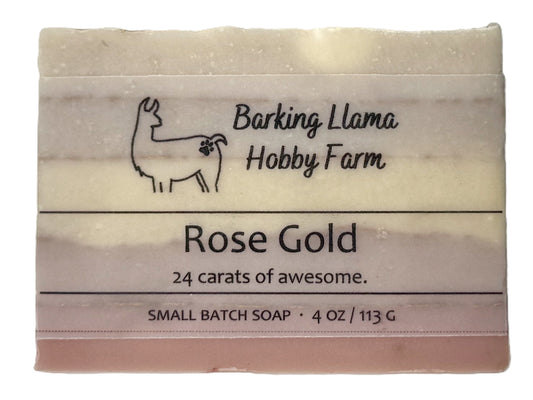 Barking Llama
Hobby Farm
Rose Gold
24 carats of awesome.
SMALL BATCH SOAP · 4 OZ / 113 G